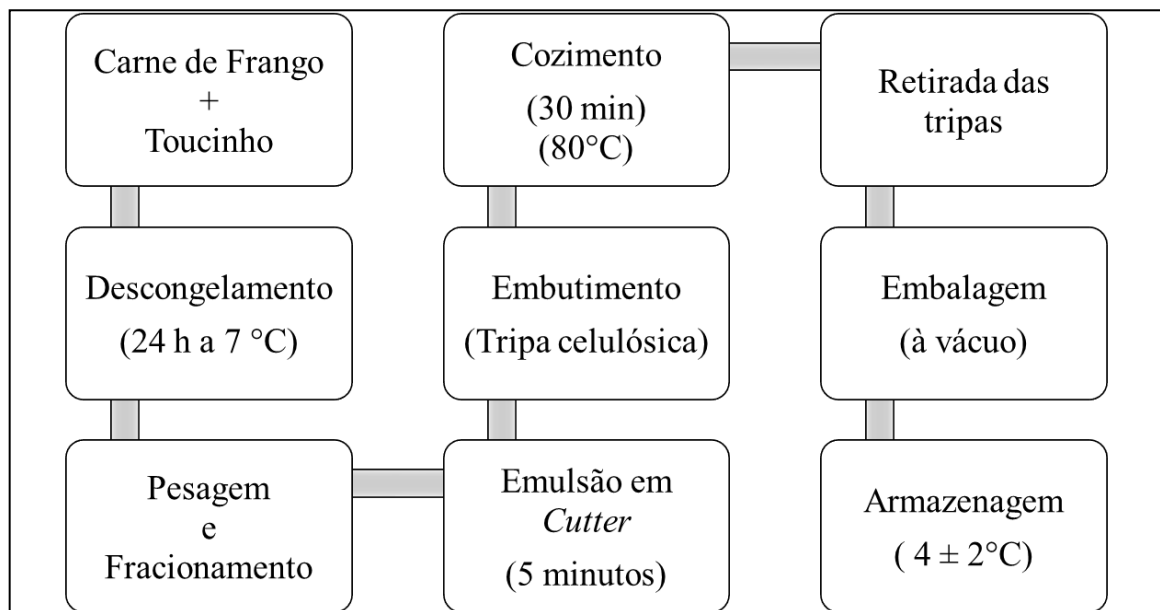 Carne de Frango
+
Toucinho
Descongelamento
(24 h a 7 °C)
Pesagem
e
Fracionamento
Emulsão em
Cutter
(5 minutos)
Embutimento
(Tripa celulósica)
Cozimento
(30 min)
(80°C)
Retirada das
tripas
Embalagem
(à vácuo)
Armazenagem
( 4 ± 2°C)